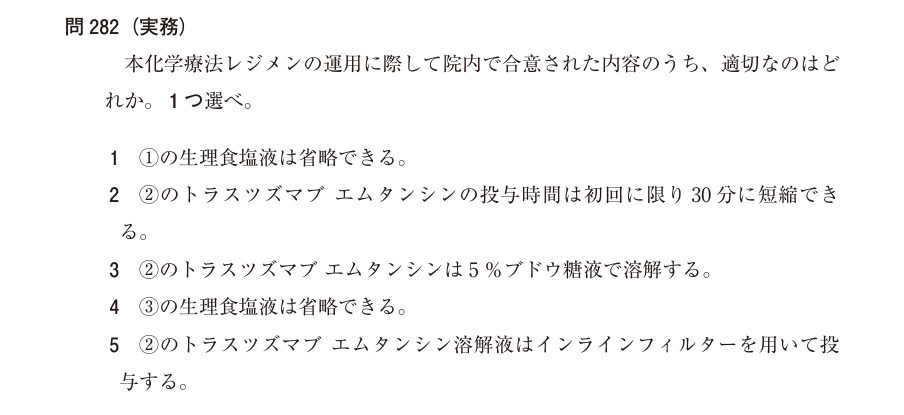 問 282（実務）
本化学療法レジメンの運用に際して院内で合意された内容のうち、適切なのはど
れか。1つ選べ。
1 ①の生理食塩液は省略できる。
2 ②のトラスツズマブ エムタンシンの投与時間は初回に限り 30 分に短縮でき
る。
3 ②のトラスツズマブ エムタンシンは5％ブドウ糖液で溶解する。
4 ③の生理食塩液は省略できる。
5 ②のトラスツズマブ エムタンシン溶解液はインラインフィルターを用いて投
与する。